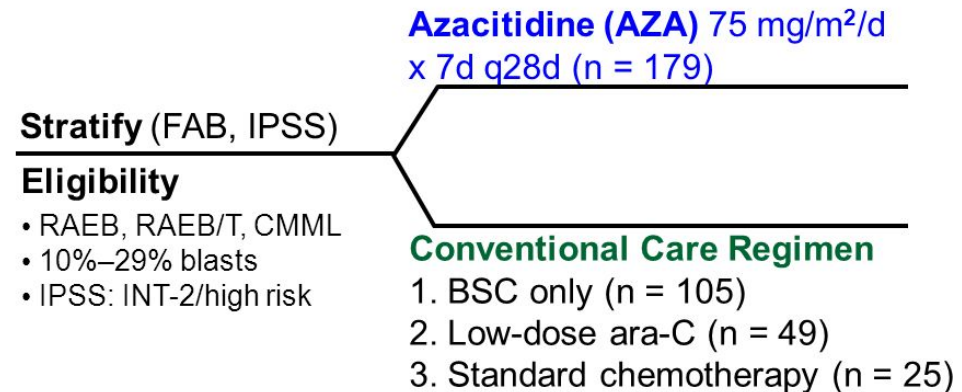 Azacitidine (AZA) 75 mg/m²/d
x 7d q28d (n = 179)
Stratify (FAB, IPSS)
Eligibility
• RAEB, RAEB/T, CMML
• 10%–29% blasts
• IPSS: INT-2/high risk
Conventional Care Regimen
1. BSC only (n = 105)
2. Low-dose ara-C (n = 49)
3. Standard chemotherapy (n = 25)